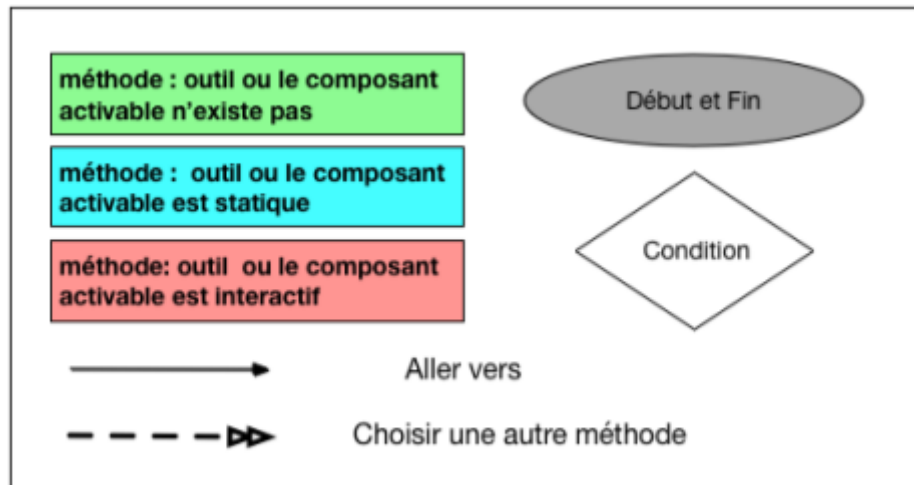 méthode : outil ou le composant
activable n'existe pas
Début et Fin
méthode : outil ou le composant
activable est statique
méthode: outil ou le composant
activable est interactif
Condition
Aller vers
Choisir une autre méthode